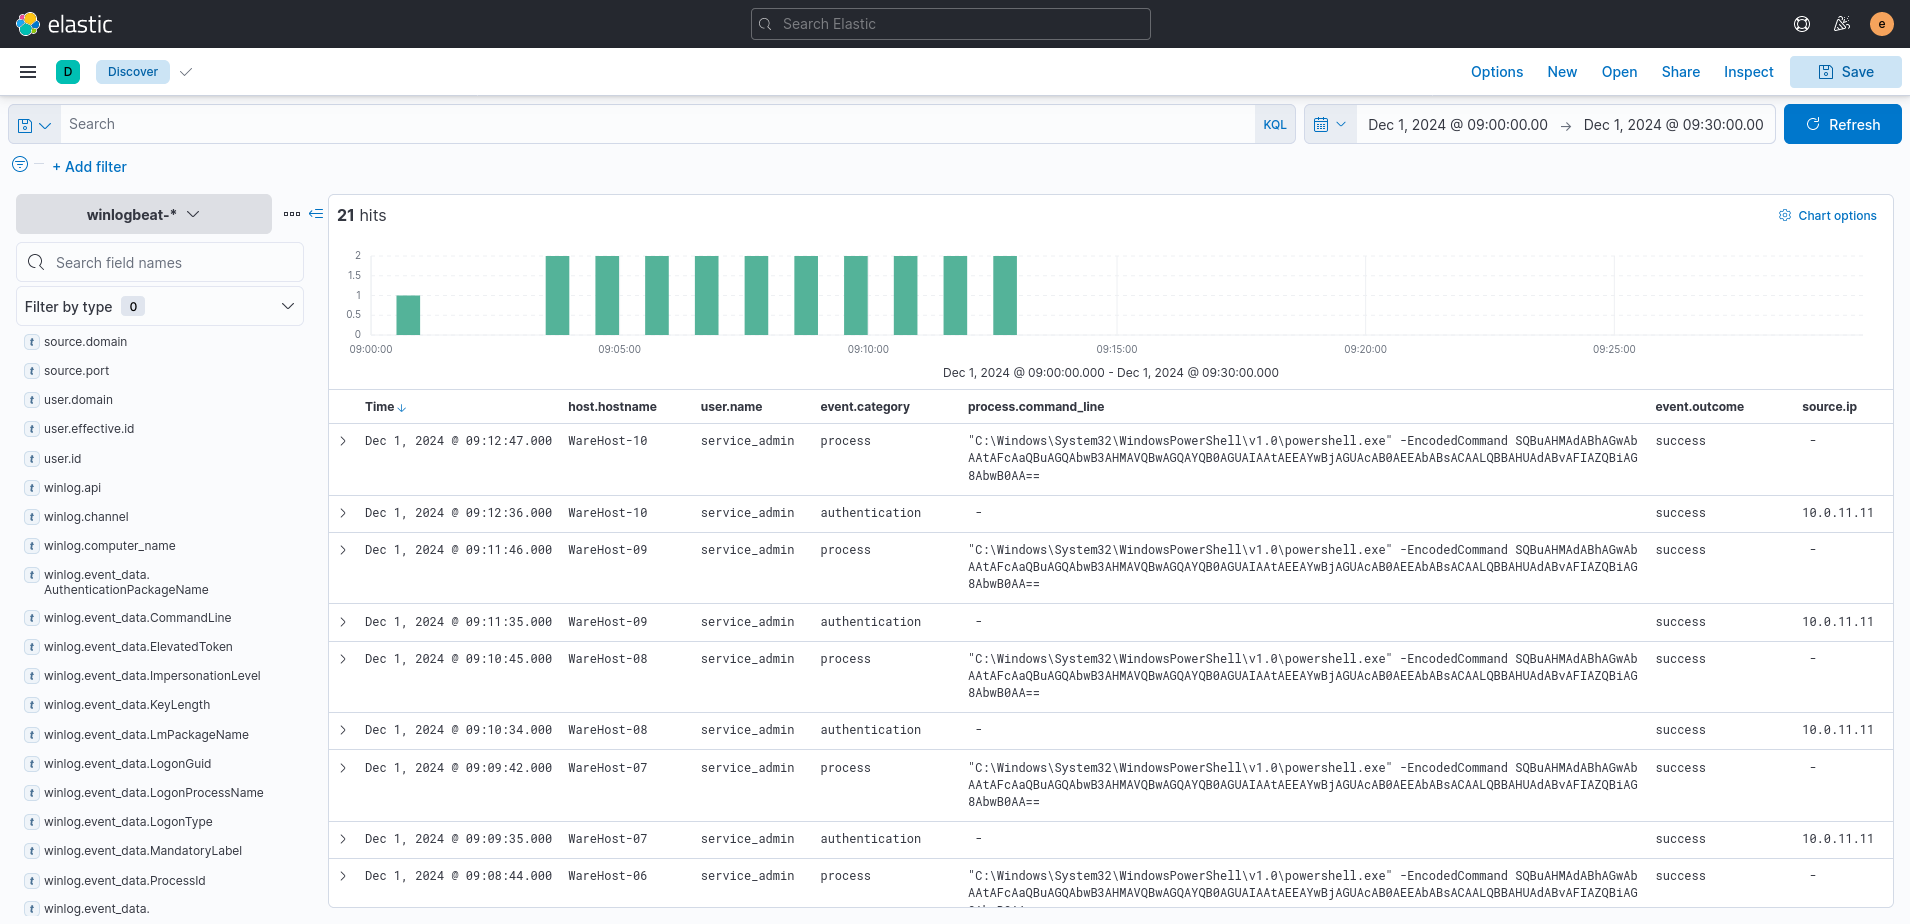 elastic
Search Elastic
e
D
Discover
Options
New
Open
Share
Inspect
Save
Search
KQL
Dec 1, 2024 @ 09:00:00.00 → Dec 1, 2024 @ 09:30:00.00
Refresh
+ Add filter
winlogbeat-*
Search field names
Filter by type 0
t source.domain
t source.port
t user.domain
t user.effective.id
t user.id
t winlog.api
t winlog.channel
t winlog.computer_name
t winlog.event_data.
AuthenticationPackageName
t winlog.event_data.CommandLine
t winlog.event_data.ElevatedToken
t winlog.event_data.ImpersonationLevel
t winlog.event_data.KeyLength
t winlog.event_data.LmPackageName
t winlog.event_data.LogonGuid
t winlog.event_data.LogonProcessName
t winlog.event_data.LogonType
t winlog.event_data.MandatoryLabel
t winlog.event_data.ProcessId
t winlog.event_data.
21 hits
Chart options
2
1.5
1
0.5
0
09:00:00 09:05:00 09:10:00 09:15:00 09:20:00 09:25:00
Dec 1, 2024 @ 09:00:00.000 - Dec 1, 2024 @ 09:30:00.000
Time host.hostname user.name event.category process.command_line event.outcome source.ip
Dec 1, 2024 @ 09:12:47.000 WareHost-10 service_admin process "C:\Windows\System32\WindowsPowerShell\v1.0\powershell.exe" -EncodedCommand SQBuAHMAdABhAGwAb success -
AAtAFcAaQBuAGQAbwB3AHMAVQBwAGQAYQB0AGUAIAAtAEEAYwBjAGUAcAB0AEEAbABsACAALQBBAHUAdABvAFIAZQBiAG
8AbwB0AA==
Dec 1, 2024 @ 09:12:36.000 WareHost-10 service_admin authentication - success 10.0.11.11
Dec 1, 2024 @ 09:11:46.000 WareHost-09 service_admin process "C:\Windows\System32\WindowsPowerShell\v1.0\powershell.exe" -EncodedCommand SQBuAHMAdABhAGwAb success -
AAtAFcAaQBuAGQAbwB3AHMAVQBwAGQAYQB0AGUAIAAtAEEAYwBjAGUAcAB0AEEAbABsACAALQBBAHUAdABvAFIAZQBiAG
8AbwB0AA==
Dec 1, 2024 @ 09:11:35.000 WareHost-09 service_admin authentication - success 10.0.11.11
Dec 1, 2024 @ 09:10:45.000 WareHost-08 service_admin process "C:\Windows\System32\WindowsPowerShell\v1.0\powershell.exe" -EncodedCommand SQBuAHMAdABhAGwAb success -
AAtAFcAaQBuAGQAbwB3AHMAVQBwAGQAYQB0AGUAIAAtAEEAYwBjAGUAcAB0AEEAbABsACAALQBBAHUAdABvAFIAZQBiAG
8AbwB0AA==
Dec 1, 2024 @ 09:10:34.000 WareHost-08 service_admin authentication - success 10.0.11.11
Dec 1, 2024 @ 09:09:42.000 WareHost-07 service_admin process "C:\Windows\System32\WindowsPowerShell\v1.0\powershell.exe" -EncodedCommand SQBuAHMAdABhAGwAb success -
AAtAFcAaQBuAGQAbwB3AHMAVQBwAGQAYQB0AGUAIAAtAEEAYwBjAGUAcAB0AEEAbABsACAALQBBAHUAdABvAFIAZQBiAG
8AbwB0AA==
Dec 1, 2024 @ 09:09:35.000 WareHost-07 service_admin authentication - success 10.0.11.11
Dec 1, 2024 @ 09:08:44.000 WareHost-06 service_admin process "C:\Windows\System32\WindowsPowerShell\v1.0\powershell.exe" -EncodedCommand SQBuAHMAdABhAGwAb success -
AAtAFcAaQBuAGQAbwB3AHMAVQBwAGQAYQB0AGUAIAAtAEEAYwBjAGUAcAB0AEEAbABsACAALQBBAHUAdABvAFIAZQBiAG